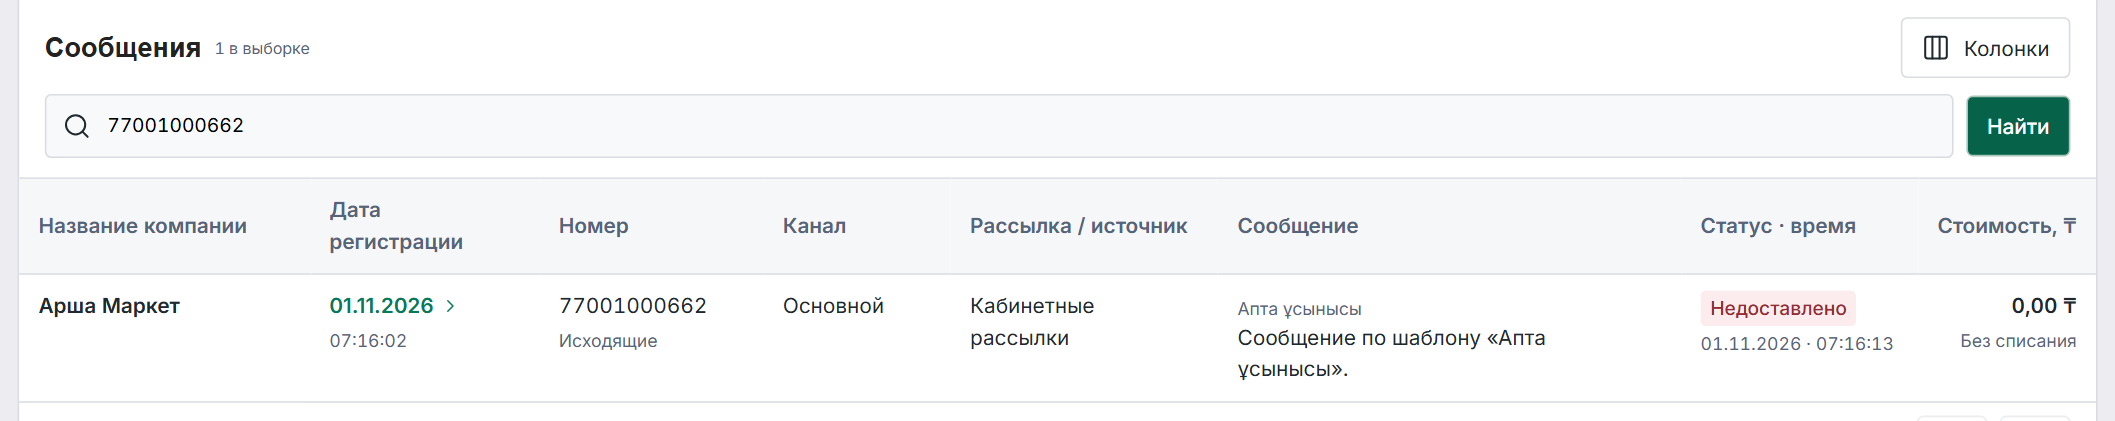 Сообщения 1 в выборке
Колонки
77001000662
Найти
Название компании
Дата
регистрации
Номер
Канал
Рассылка / источник
Сообщение
Статус · время
Стоимость, ₸
Арша Маркет
01.11.2026
07:16:02
77001000662
Исходящие
Основной
Кабинетные
рассылки
Апта ұсынысы
Сообщение по шаблону «Апта
ұсынысы».
Недоставлено
01.11.2026 · 07:16:13
0,00 ₸
Без списания